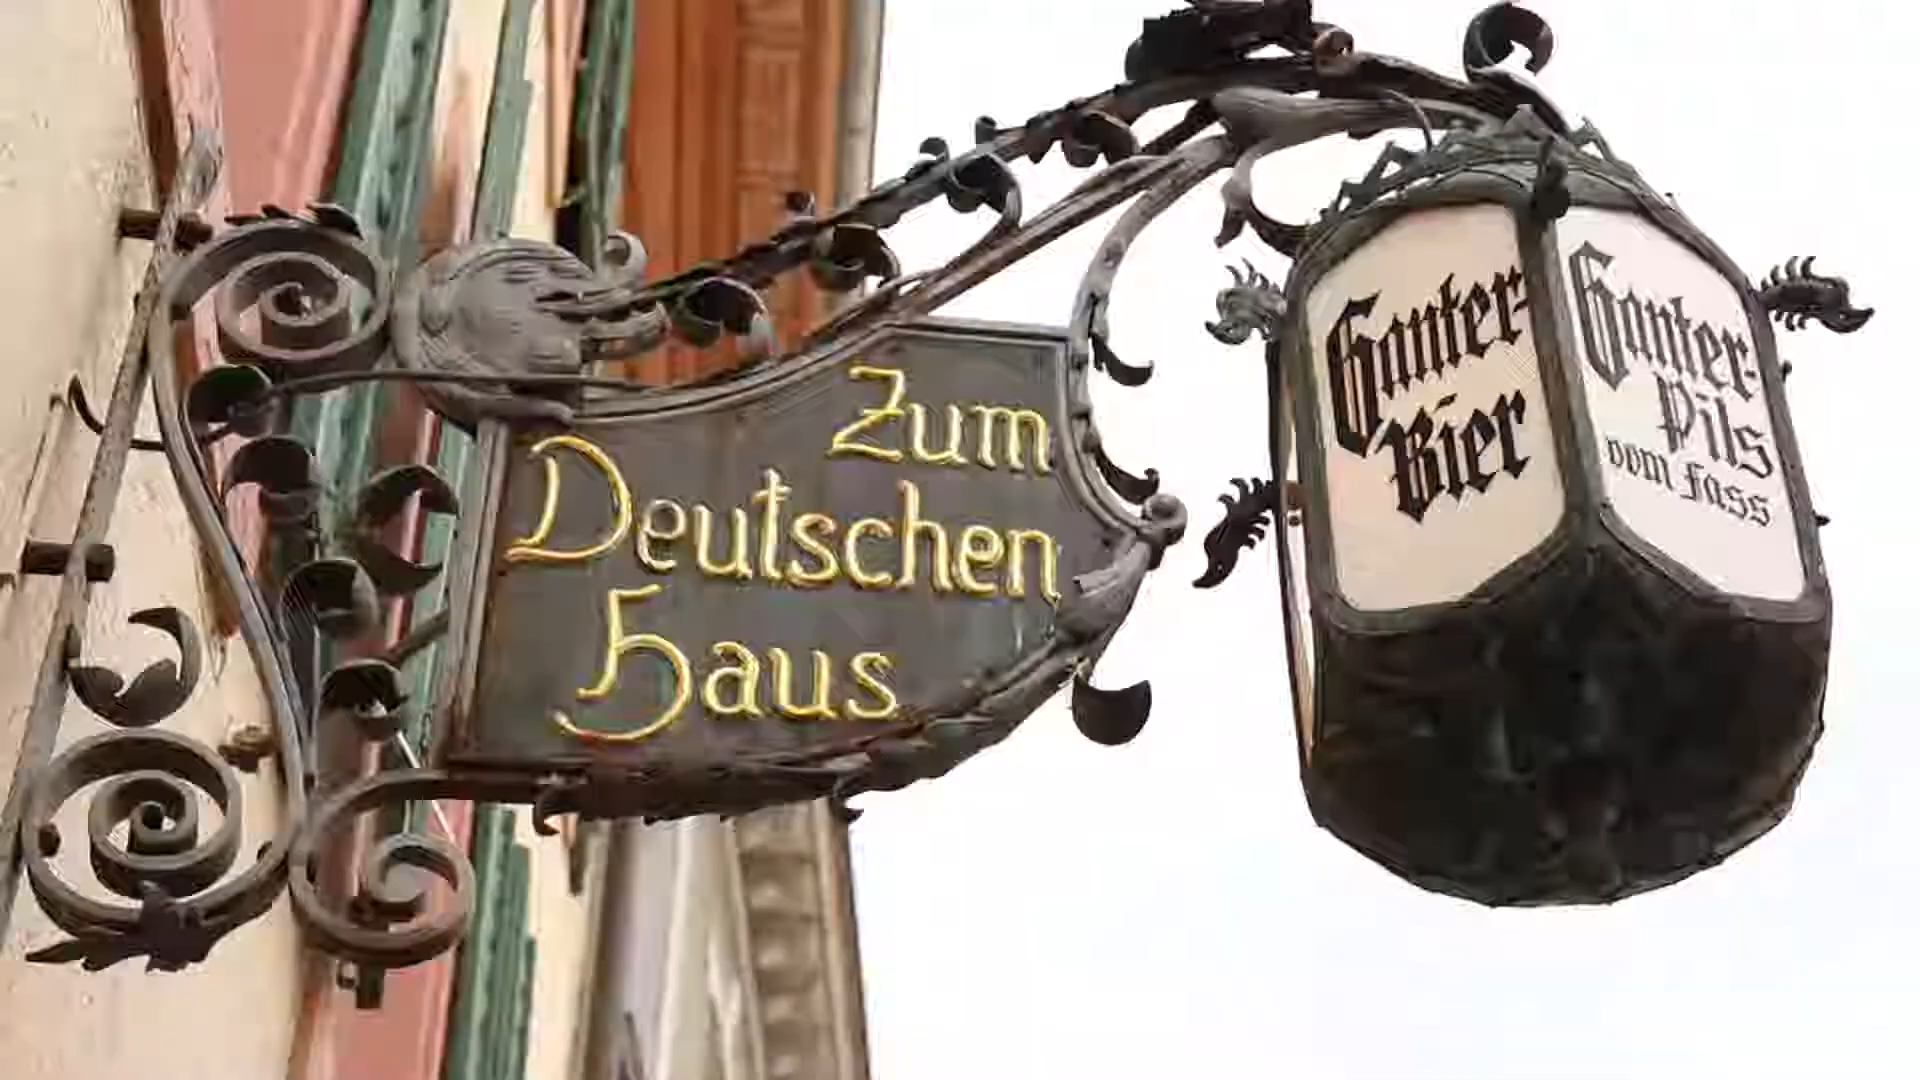 Zum
Deutschen
Haus
Ganter-
Bier
Ganter-
Pils
vom Fass